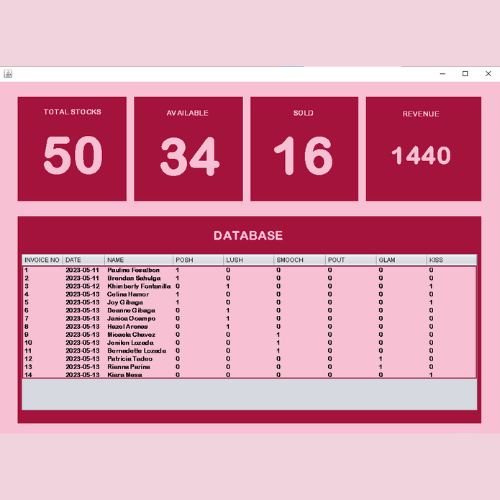 TOTAL STOCKS AVAILABLE SOLD REVENUE
50 34 16 1440
DATABASE
INVOICE NO DATE NAME POSH LUSH SMOOCH POUT GLAM KISS
1 2023-05-11 Pauline Fesalbon 1 0 0 0 0 0
2 2023-05-11 Brendan Sahulga 1 0 0 0 0 0
3 2023-05-12 Khimberly Fontanilla 0 1 0 0 0 1
4 2023-05-13 Celina Hamor 1 0 0 0 0 0
5 2023-05-13 Joy Gibaga 1 0 0 0 0 1
6 2023-05-13 Deanne Gibaga 0 1 0 0 0 0
7 2023-05-13 Janica Ocampo 0 1 0 0 0 0
8 2023-05-13 Hazel Arenas 0 1 0 0 0 0
9 2023-05-13 Micaela Chavez 0 0 1 0 0 0
10 2023-05-13 Lozada 0 0 1 0 0 0
11 2023-05-13 Bernadette Lozada 0 0 1 0 0 0
12 2023-05-13 Patricia Tadeo 0 0 0 0 1 0
13 2023-05-13 Rianna Parina 0 0 0 0 1 0
14 2023-05-13 Kiara Mesa 0 0 0 0 0 1